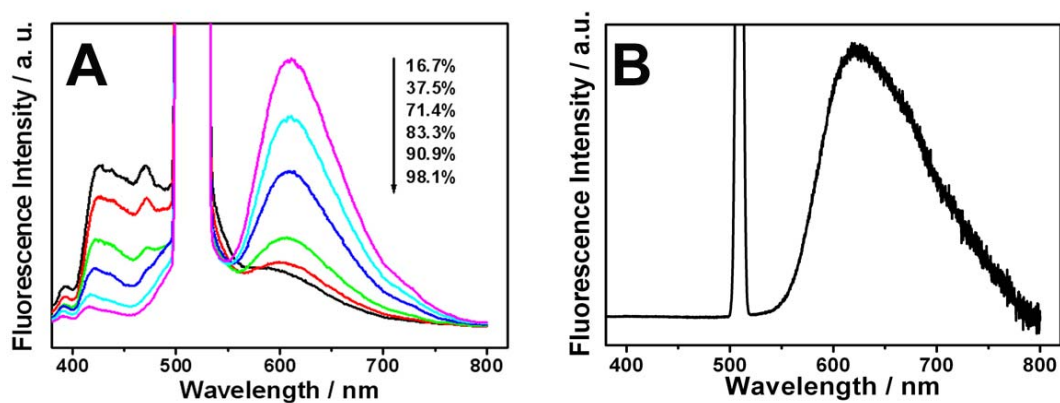 A
16.7%
37.5%
71.4%
83.3%
90.9%
98.1%
Fluorescence Intensity / a. u.
400 500 600 700 800
Wavelength / nm
B
Fluorescence Intensity / a.u.
400 500 600 700 800
Wavelength / nm